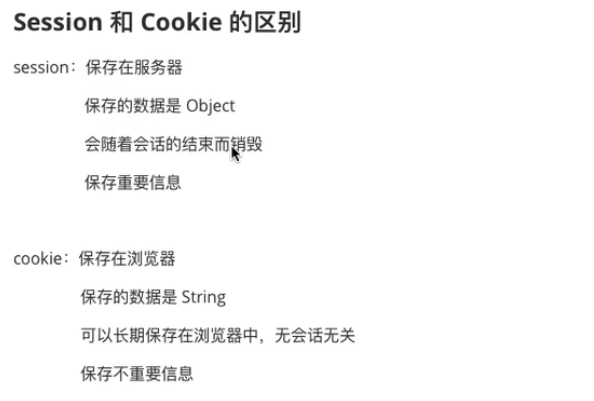 Session 和 Cookie 的区别
session：保存在服务器
保存的数据是 Object
会随着会话的结束而销毁
保存重要信息
cookie：保存在浏览器
保存的数据是 String
可以长期保存在浏览器中，无会话无关
保存不重要信息